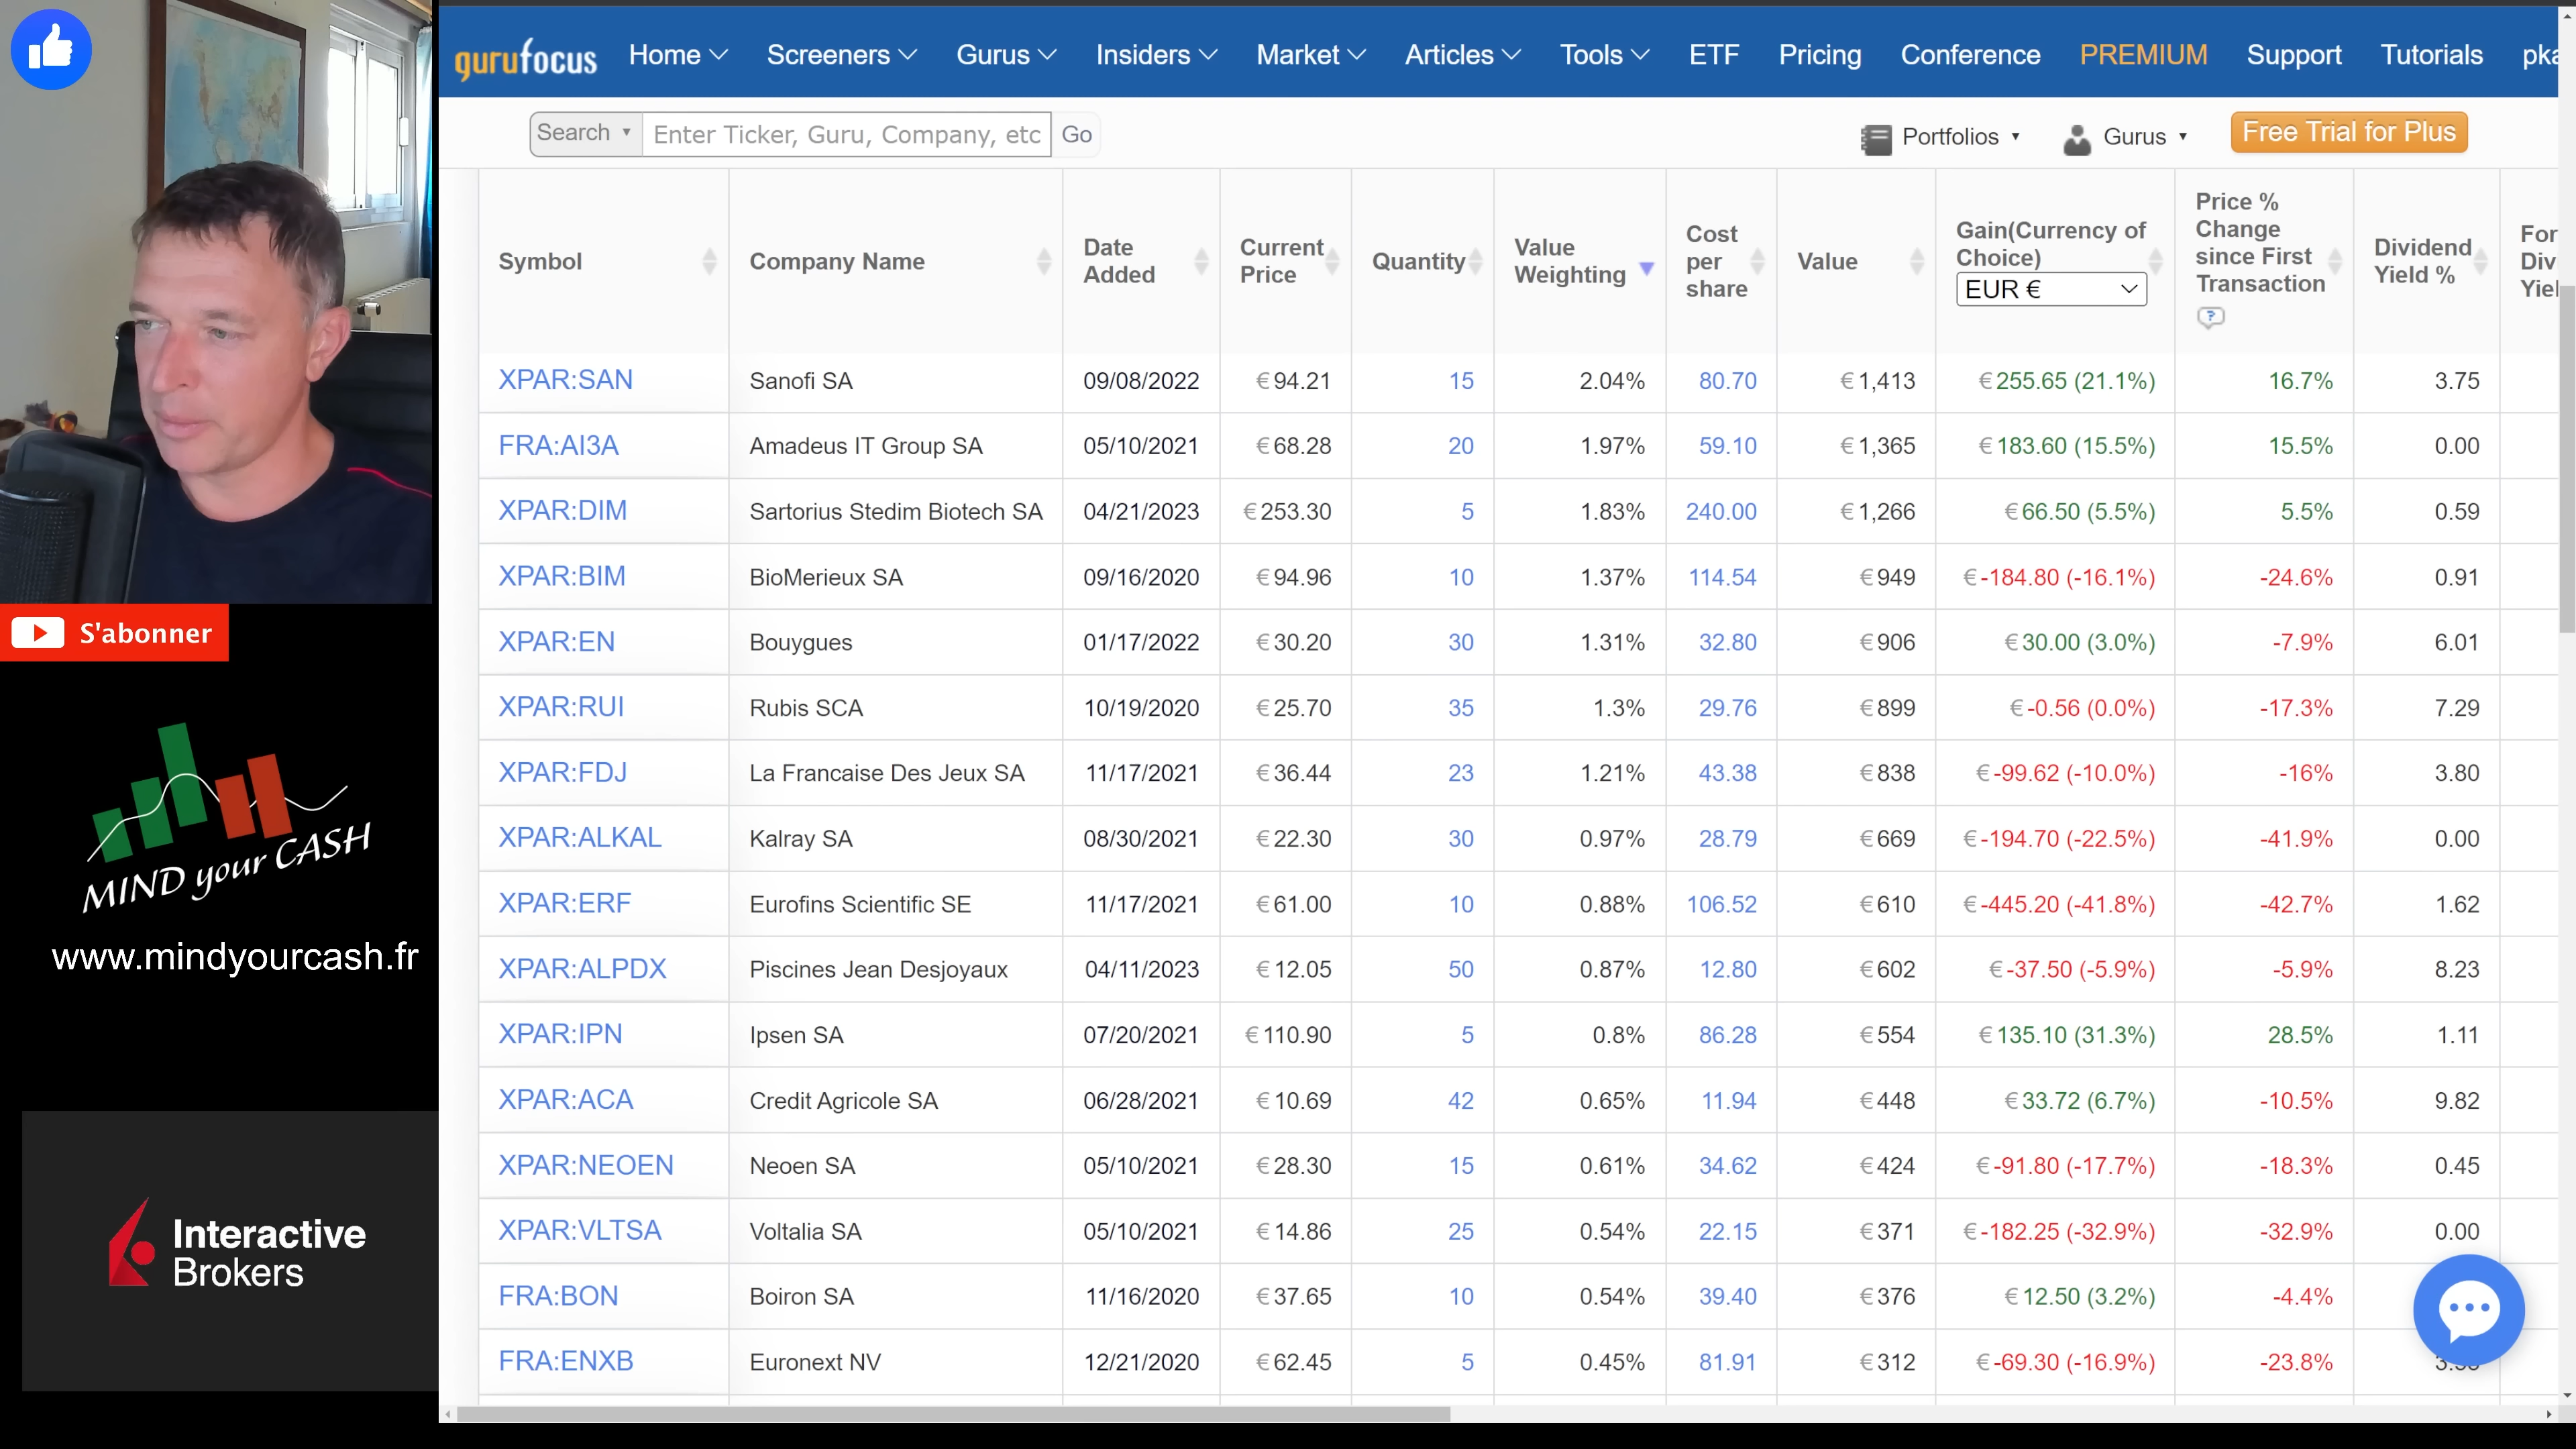 gurufocus Home Screeners Gurus Insiders Market Articles Tools ETF Pricing Conference PREMIUM Support Tutorials
Search Enter Ticker, Guru, Company, etc Go Portfolios Gurus Free Trial for Plus
Symbol Company Name Date Added Current Price Quantity Value Weighting Cost per share Value Gain(Currency of Choice) EUR € Price % Change since First Transaction ? Dividend Yield %
XPAR:SAN Sanofi SA 09/08/2022 €94.21 15 2.04% 80.70 €1,413 €255.65 (21.1%) 16.7% 3.75
FRA:AI3A Amadeus IT Group SA 05/10/2021 €68.28 20 1.97% 59.10 €1,365 €183.60 (15.5%) 15.5% 0.00
XPAR:DIM Sartorius Stedim Biotech SA 04/21/2023 €253.30 5 1.83% 240.00 €1,266 €66.50 (5.5%) 5.5% 0.59
XPAR:BIM BioMerieux SA 09/16/2020 €94.96 10 1.37% 114.54 €949 €-184.80 (-16.1%) -24.6% 0.91
XPAR:EN Bouygues 01/17/2022 €30.20 30 1.31% 32.80 €906 €30.00 (3.0%) -7.9% 6.01
XPAR:RUI Rubis SCA 10/19/2020 €25.70 35 1.3% 29.76 €899 €-0.56 (0.0%) -17.3% 7.29
XPAR:FDJ La Francaise Des Jeux SA 11/17/2021 €36.44 23 1.21% 43.38 €838 €-99.62 (-10.0%) -16% 3.80
XPAR:ALKAL Kalray SA 08/30/2021 €22.30 30 0.97% 28.79 €669 €-194.70 (-22.5%) -41.9% 0.00
XPAR:ERF Eurofins Scientific SE 11/17/2021 €61.00 10 0.88% 106.52 €610 €-445.20 (-41.8%) -42.7% 1.62
XPAR:ALPDX Piscines Jean Desjoyaux 04/11/2023 €12.05 50 0.87% 12.80 €602 €-37.50 (-5.9%) -5.9% 8.23
XPAR:IPN Ipsen SA 07/20/2021 €110.90 5 0.8% 86.28 €554 €135.10 (31.3%) 28.5% 1.11
XPAR:ACA Credit Agricole SA 06/28/2021 €10.69 42 0.65% 11.94 €448 €33.72 (6.7%) -10.5% 9.82
XPAR:NEOEN Neoen SA 05/10/2021 €28.30 15 0.61% 34.62 €424 €-91.80 (-17.7%) -18.3% 0.45
XPAR:VLTSA Voltalia SA 05/10/2021 €14.86 25 0.54% 22.15 €371 €-182.25 (-32.9%) -32.9% 0.00
FRA:BON Boiron SA 11/16/2020 €37.65 10 0.54% 39.40 €376 €12.50 (3.2%) -4.4%
FRA:ENXB Euronext NV 12/21/2020 €62.45 5 0.45% 81.91 €312 €-69.30 (-16.9%) -23.8%
S'abonner
MIND your CASH
www.mindyourcash.fr
Interactive
Brokers